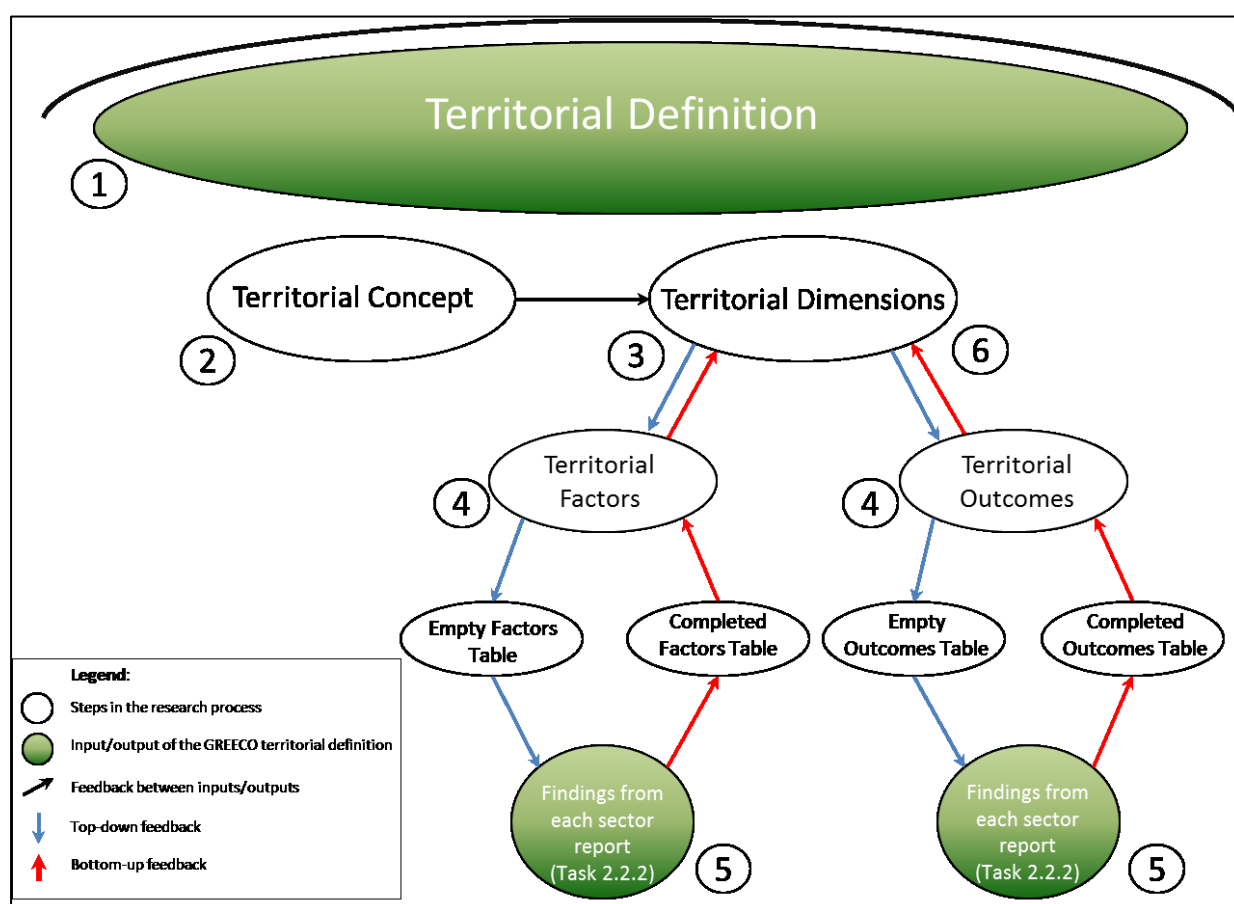 Territorial Definition
1
Territorial Concept
Territorial Dimensions
2
3
6
Territorial
Factors
Territorial
Outcomes
4
4
Empty Factors
Table
Completed
Factors Table
Empty
Outcomes Table
Completed
Outcomes Table
Legend:
Steps in the research process
Input/output of the GREECO territorial definition
Feedback between inputs/outputs
Top-down feedback
Bottom-up feedback
Findings from
each sector
report
(Task 2.2.2)
5
Findings from
each sector
report
(Task 2.2.2)
5